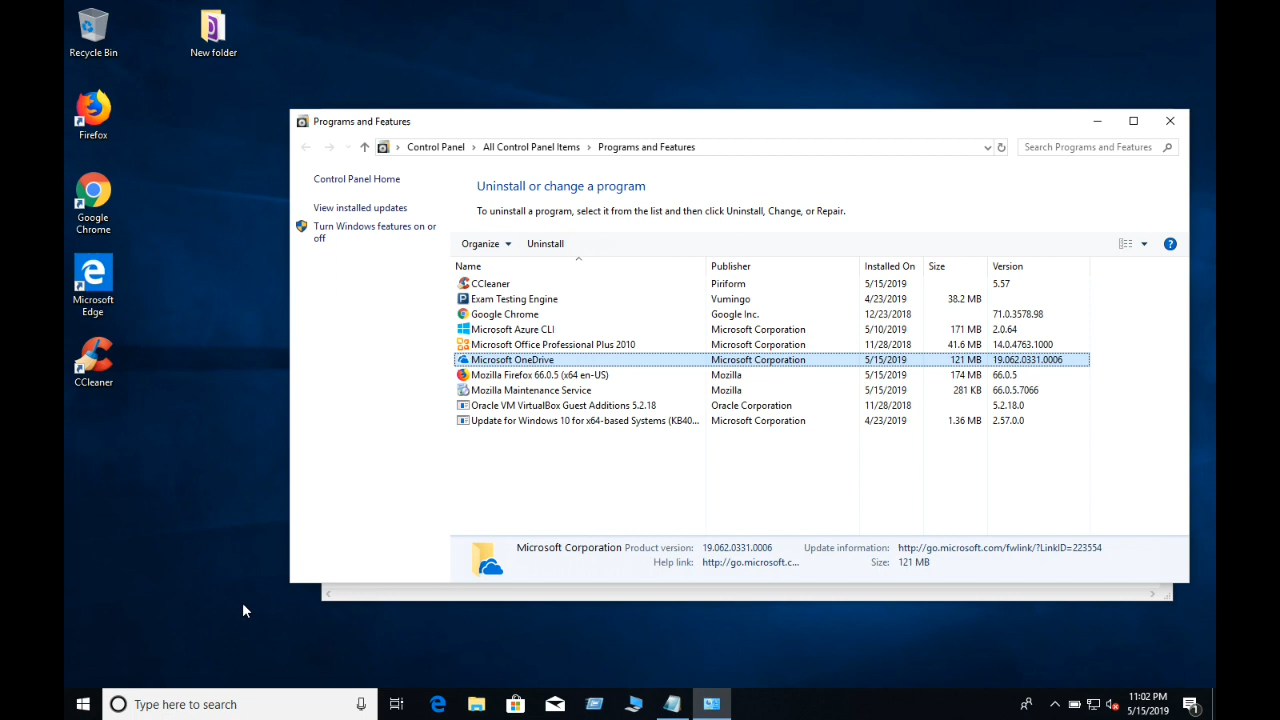 Recycle Bin
New folder
Firefox
Google
Chrome
Microsoft
Edge
CCleaner
Programs and Features
Control Panel > All Control Panel Items > Programs and Features
Search Programs and Features
Control Panel Home
View installed updates
Turn Windows features on or
off
Uninstall or change a program
To uninstall a program, select it from the list and then click Uninstall, Change, or Repair.
Organize Uninstall
Name Publisher Installed On Size Version
CCleaner Piriform 5/15/2019 5.57
Exam Testing Engine Vumingo 4/23/2019 38.2 MB
Google Chrome Google Inc. 12/23/2018 71.0.3578.98
Microsoft Azure CLI Microsoft Corporation 5/10/2019 171 MB 2.0.64
Microsoft Office Professional Plus 2010 Microsoft Corporation 11/28/2018 41.6 MB 14.0.4763.1000
Microsoft OneDrive Microsoft Corporation 5/15/2019 121 MB 19.062.0331.0006
Mozilla Firefox 66.0.5 (x64 en-US) Mozilla 5/15/2019 174 MB 66.0.5
Mozilla Maintenance Service Mozilla 5/15/2019 281 KB 66.0.5.7066
Oracle VM VirtualBox Guest Additions 5.2.18 Oracle Corporation 11/28/2018 5.2.18.0
Update for Windows 10 for x64-based Systems (KB40... Microsoft Corporation 4/23/2019 1.36 MB 2.57.0.0
Microsoft Corporation Product version: 19.062.0331.0006 Update information: http://go.microsoft.com/fwlink/?LinkID=223554
Help link: http://go.microsoft.c... Size: 121 MB
Type here to search
11:02 PM
5/15/2019
1